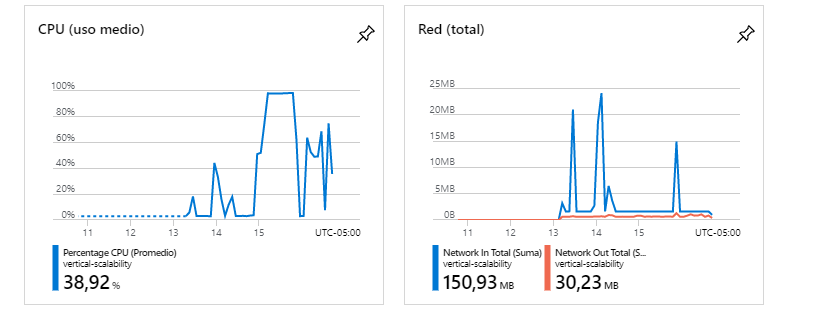 CPU (uso medio)
100%
80%
60%
40%
20%
0%
11 12 13 14 15 UTC-05:00
Percentage CPU (Promedio)
vertical-scalability
38,92 %
Red (total)
25MB
20MB
15MB
10MB
5MB
0B
11 12 13 14 15 UTC-05:00
Network In Total (Suma)
vertical-scalability
150,93 MB
Network Out Total (S...
vertical-scalability
30,23 MB